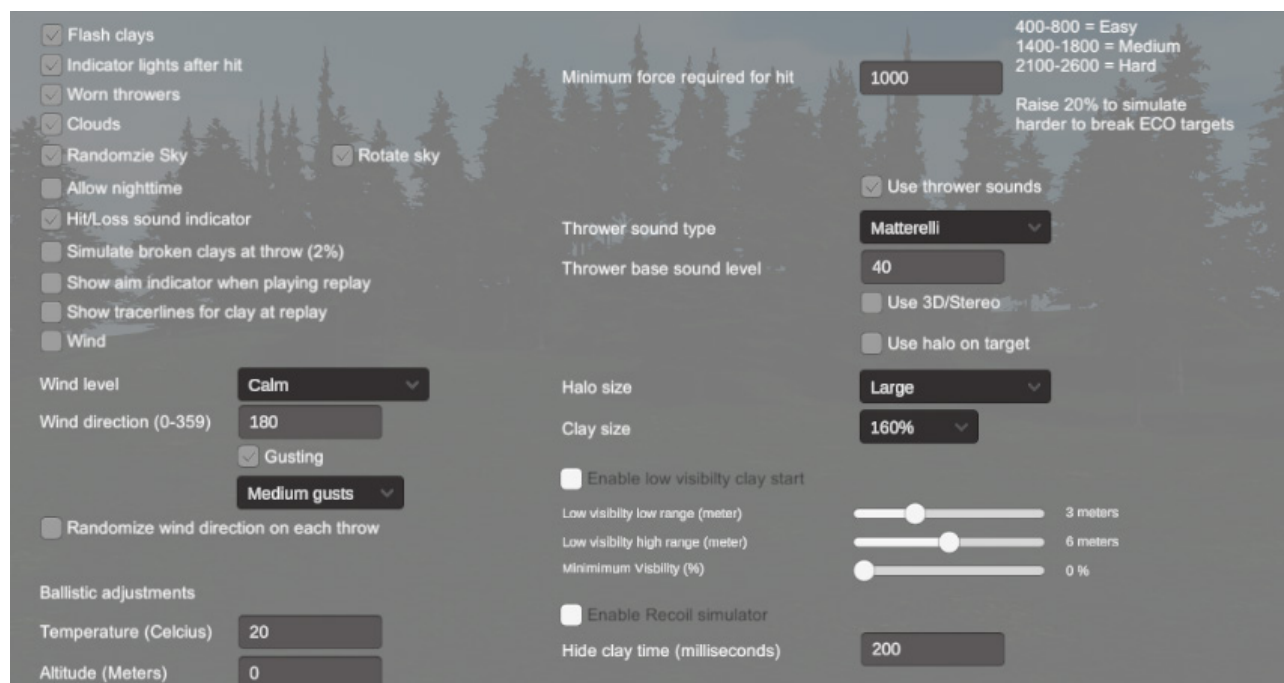 Flash clays
Indicator lights after hit
Worn throwers
Clouds
Randomzie Sky
Rotate sky
Allow nighttime
Hit/Loss sound indicator
Simulate broken clays at throw (2%)
Show aim indicator when playing replay
Show tracerlines for clay at replay
Wind
Wind level Calm
Wind direction (0-359) 180
Gusting
Medium gusts
Randomize wind direction on each throw
Ballistic adjustments
Temperature (Celcius) 20
Altitude (Meters) 0
400-800 = Easy
1400-1800 = Medium
2100-2600 = Hard
Minimum force required for hit 1000
Raise 20% to simulate
harder to break ECO targets
Use thrower sounds
Thrower sound type Matterelli
Thrower base sound level 40
Use 3D/Stereo
Use halo on target
Halo size Large
Clay size 160%
Enable low visibilty clay start
Low visibilty low range (meter) 3 meters
Low visibilty high range (meter) 6 meters
Minimimum Visbility (%) 0 %
Enable Recoil simulator
Hide clay time (milliseconds) 200